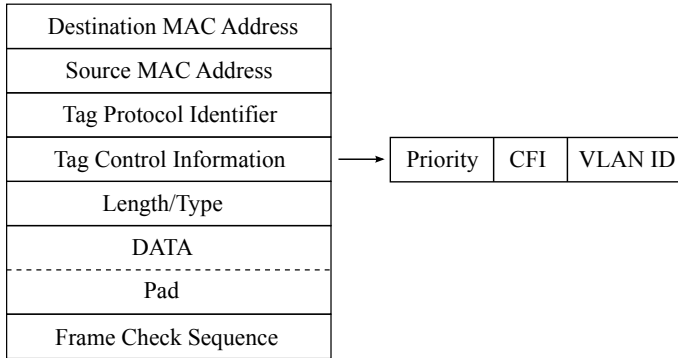 Destination MAC Address
Source MAC Address
Tag Protocol Identifier
Tag Control Information
Priority CFI VLAN ID
Length/Type
DATA
Pad
Frame Check Sequence